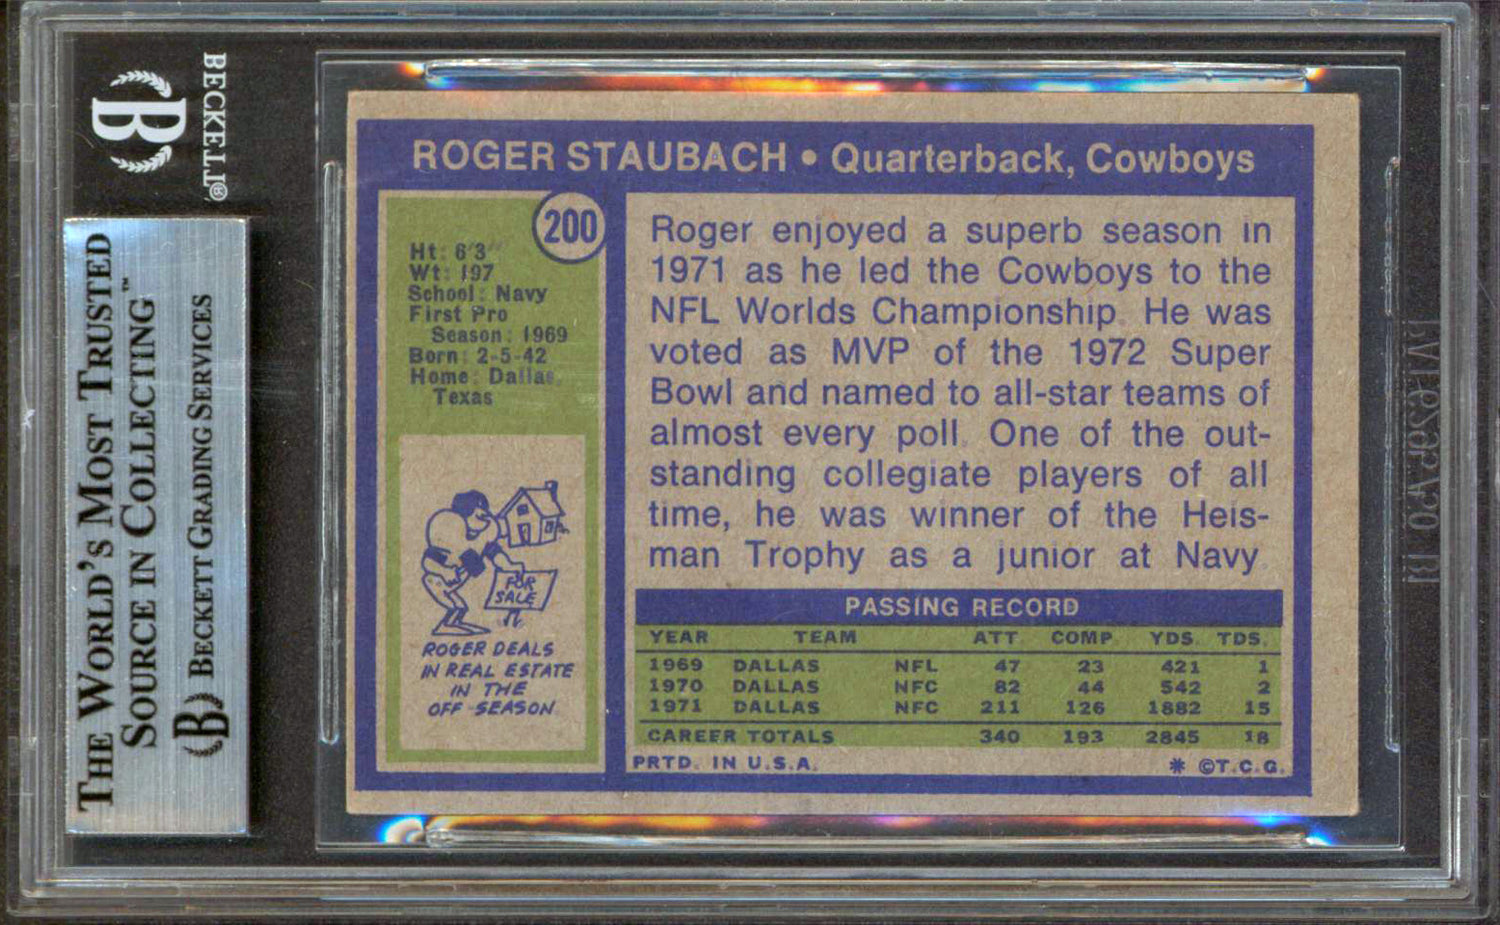 BECKETT®
B
THE WORLD'S MOST TRUSTED
SOURCE IN COLLECTING™
B BECKETT GRADING SERVICES
ROGER STAUBACH • Quarterback, Cowboys
200
Ht: 6'3"
Wt: 197
School: Navy
First Pro
Season: 1969
Born: 2-5-42
Home: Dallas,
Texas
FOR
SALE
ROGER DEALS
IN REAL ESTATE
IN THE
OFF SEASON
Roger enjoyed a superb season in
1971 as he led the Cowboys to the
NFL Worlds Championship. He was
voted as MVP of the 1972 Super
Bowl and named to all-star teams of
almost every poll. One of the out-
standing collegiate players of all
time, he was winner of the Heis-
man Trophy as a junior at Navy.
PASSING RECORD
YEAR TEAM ATT. COMP. YDS. TDS.
1969 DALLAS NFL 47 23 421 1
1970 DALLAS NFC 82 44 542 2
1971 DALLAS NFC 211 126 1882 15
CAREER TOTALS 340 193 2845 18
PRTD. IN U.S.A. * ©T.C.G.